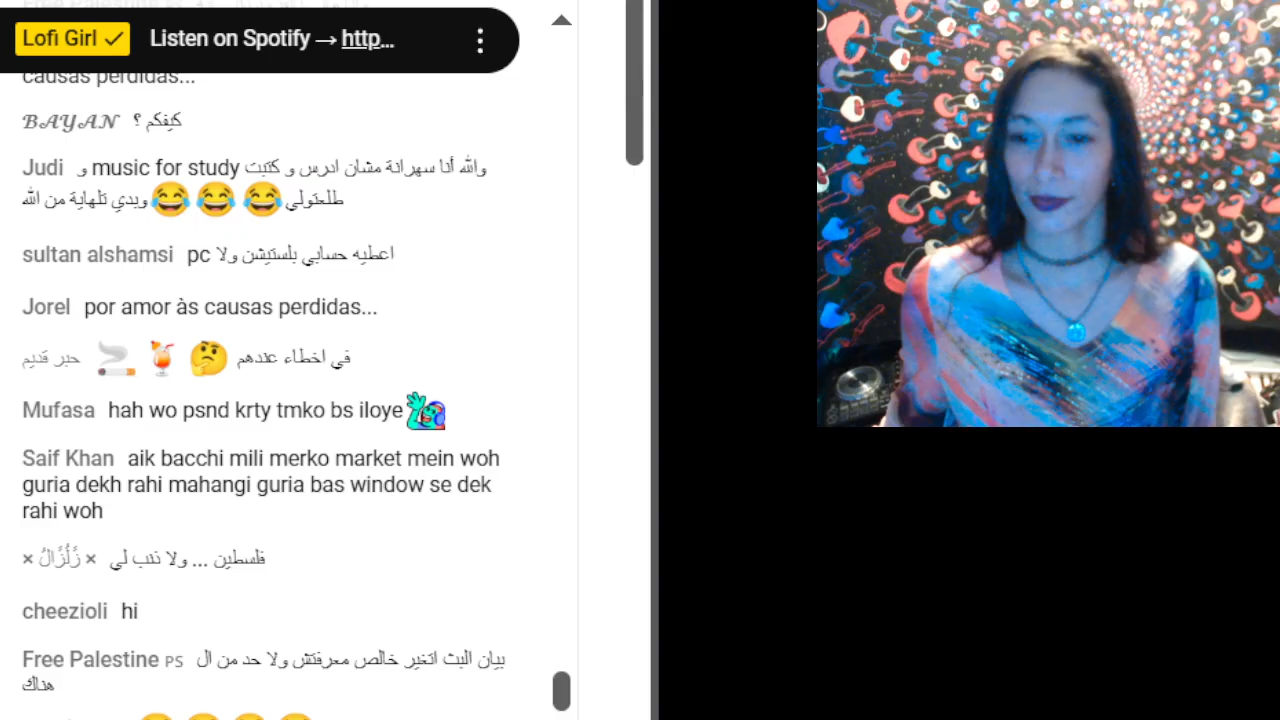 Lofi Girl ✓ Listen on Spotify → http...
causas perdidas...
BAYAN كيفكم ؟
Judi والله أنا سهرانة مشان ادرس و كتبت music for study و
طلعتولي 😂😂😂 وبدي تلهاية من الله
sultan alshamsi اعطيه حسابي بلستيشن ولا pc
Jorel por amor às causas perdidas...
حبر قديم 🚬🍹🤔 في اخطاء عندهم
Mufasa hah wo psnd krty tmko bs iloye
Saif Khan aik bacchi mili merko market mein woh
guria dekh rahi mahangi guria bas window se dek
rahi woh
× زًلًزًالُ × فلسطين ... ولا ننب لي
cheezioli hi
Free Palestine PS بيان البث اتغير خالص معرفتش ولا حد من ال
هناك